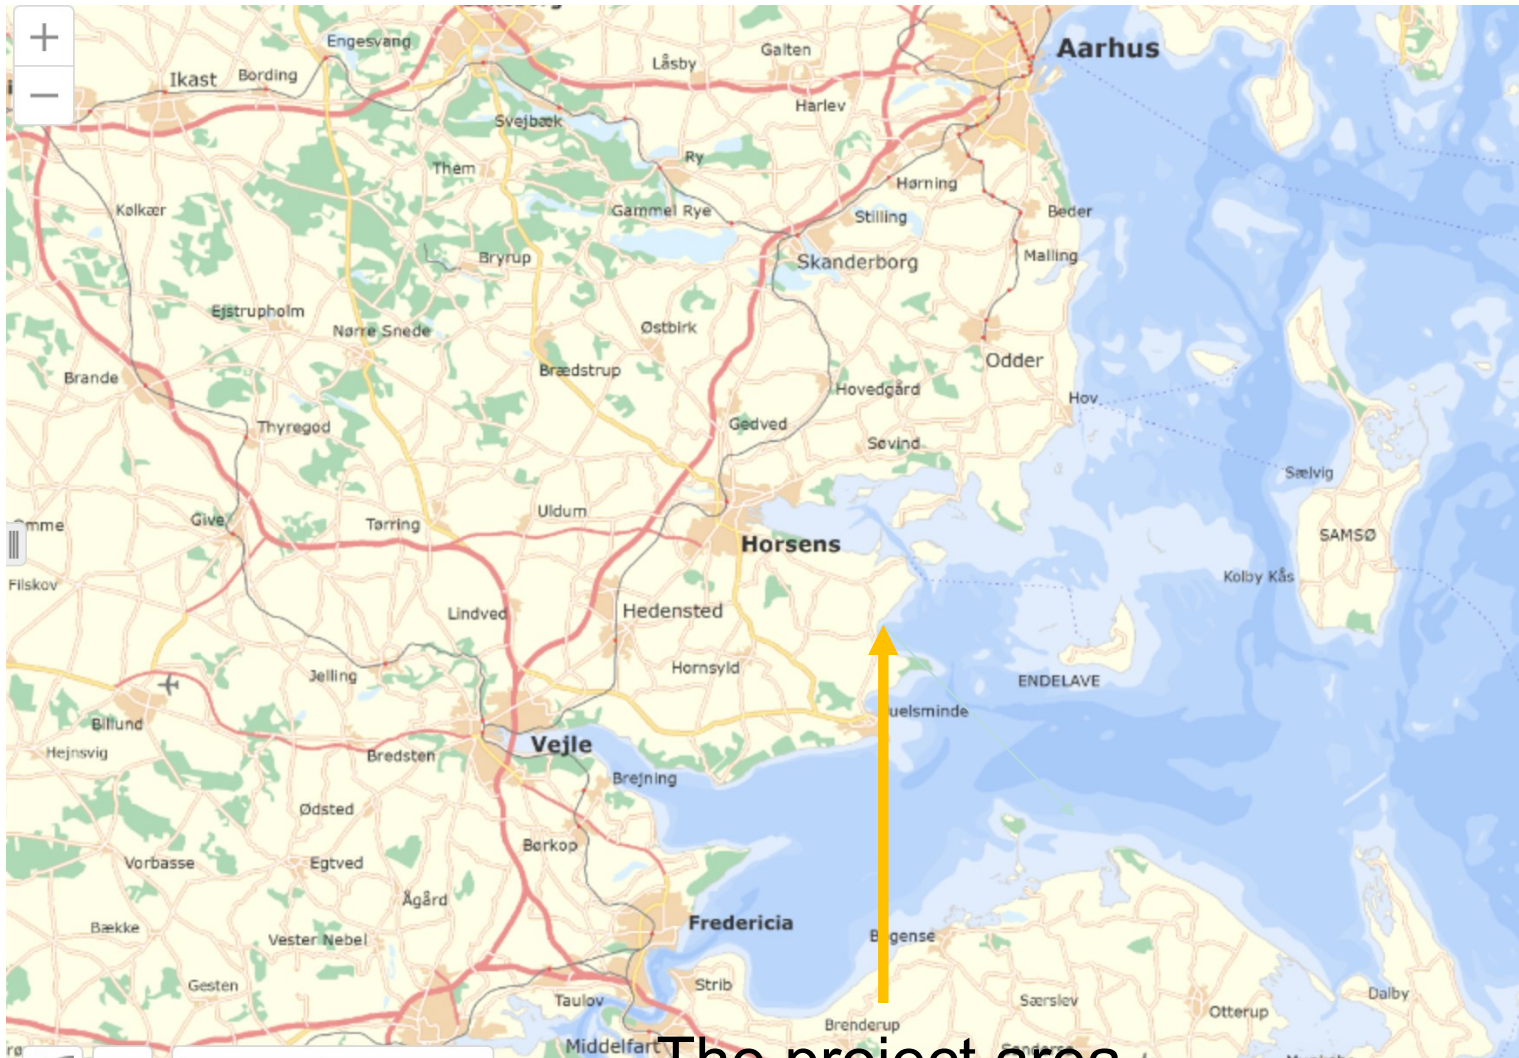 Engesvang
Galten
Aarhus
Låsby
Ikast
Bording
Harlev
Svejbæk
Ry
Them
Hørning
Kølkær
Gammel Rye
Stilling
Beder
Bryrup
Skanderborg
Malling
Ejstrupholm
Nørre Snede
Østbirk
Odder
Brande
Brædstrup
Hovedgård
Hov
Thyregod
Gedved
Søvind
Sælvig
Give
Tørring
Uldum
SAMSØ
Horsens
Filskov
Kolby Kås
Lindved
Hedensted
Jelling
Hornsyld
ENDELAVE
uelsminde
Billund
Hejnsvig
Bredsten
Vejle
Brejning
Ødsted
Børkop
Vorbasse
Egtved
Ågård
Bække
Vester Nebel
Fredericia
B gense
Gesten
Taulov
Strib
Særslev
Otterup
Dalby
Brenderup
Middelfart
The project area